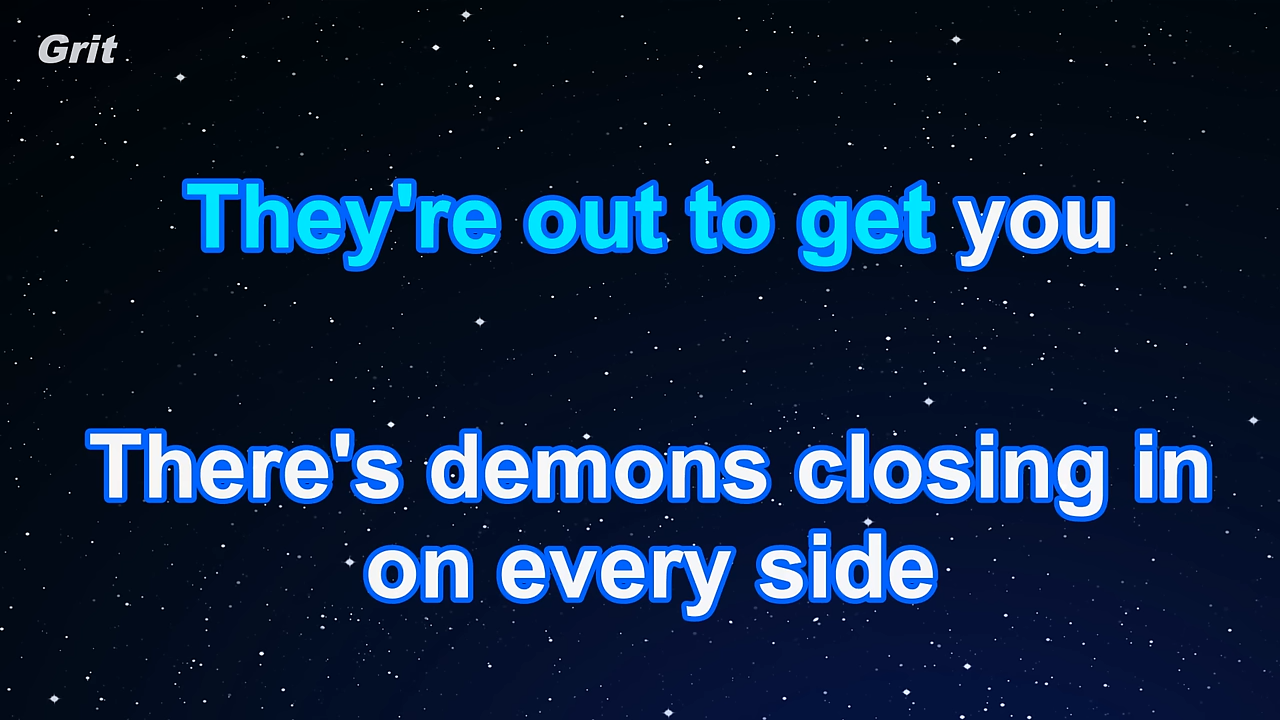 Grit
They're out to get you
There's demons closing in
on every side